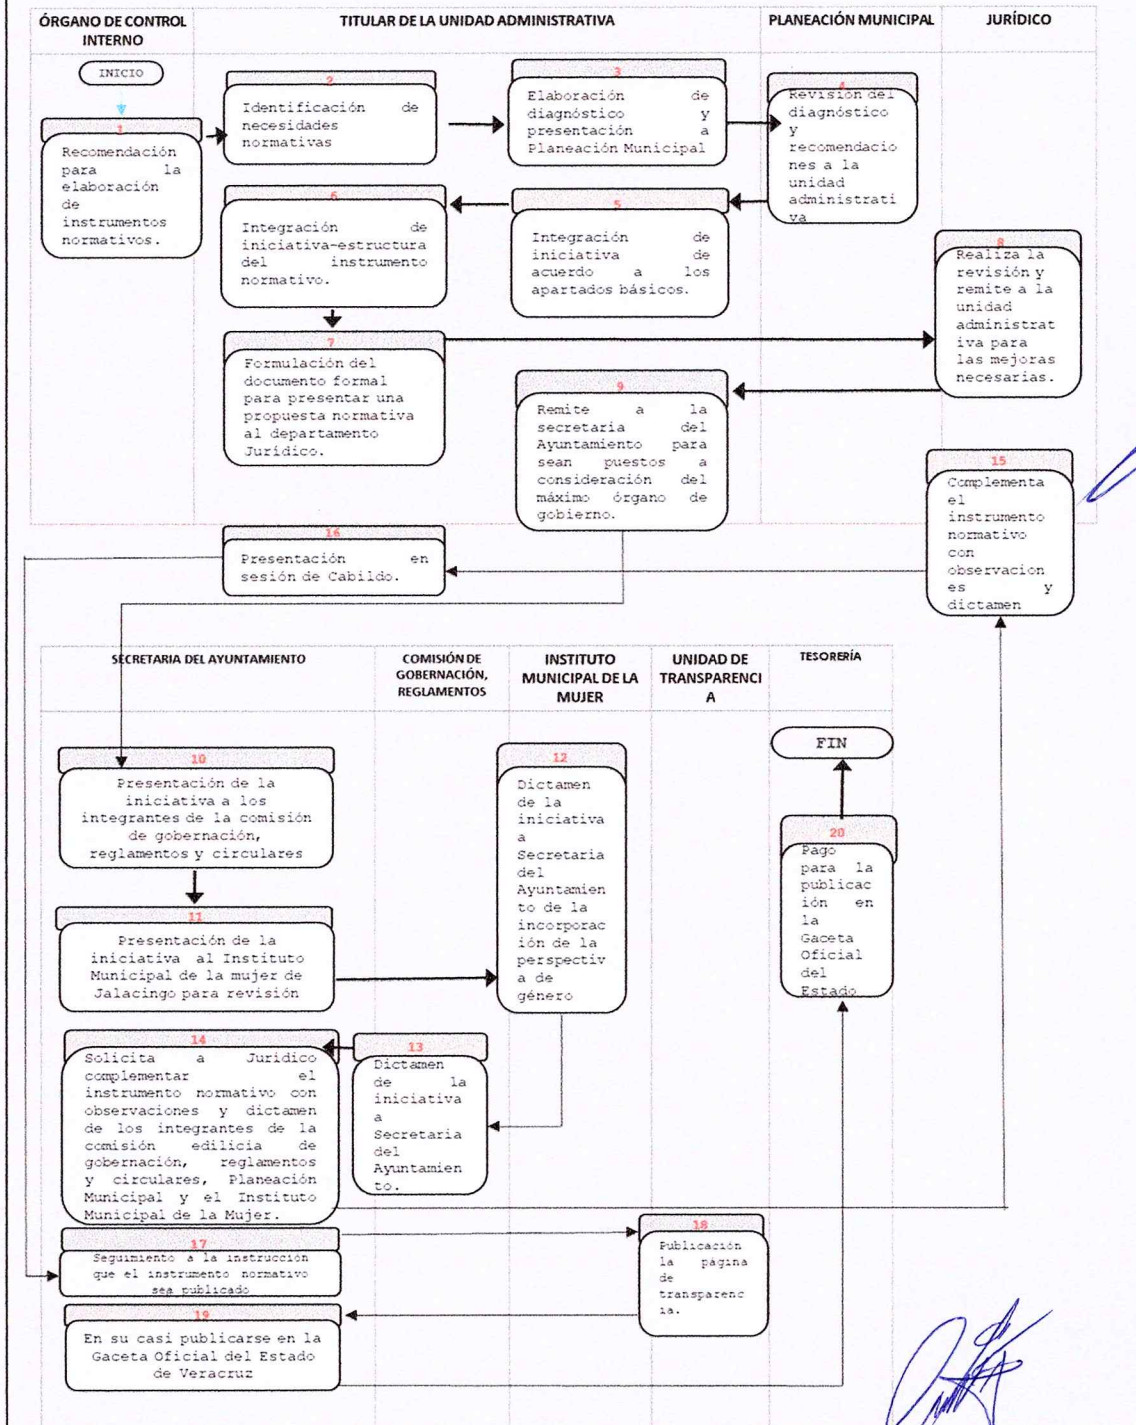 ÓRGANO DE CONTROL
INTERNO
TITULAR DE LA UNIDAD ADMINISTRATIVA
PLANEACIÓN MUNICIPAL
JURÍDICO
INICIO
1
Recomendación
para la
elaboración
de
instrumentos
normativos.
2
Identificación de
necesidades
normativas
3
Elaboración de
diagnóstico y
presentación a
Planeación Municipal
4
Revisión del
diagnóstico
y
recomendacio
nes a la
unidad
administrati
va
5
Integración de
iniciativa de
acuerdo a los
apartados básicos.
6
Integración de
iniciativa-estructura
del instrumento
normativo.
7
Formulación del
documento formal
para presentar una
propuesta normativa
al departamento
Jurídico.
8
Realiza la
revisión y
remite a la
unidad
administrat
iva para
las mejoras
necesarias.
9
Remite a la
secretaria del
Ayuntamiento para
sean puestos a
consideración del
máximo órgano de
gobierno.
15
Complementa
el
instrumento
normativo
con
observacion
es y
dictamen
16
Presentación en
sesión de Cabildo.
SECRETARIA DEL AYUNTAMIENTO
COMISIÓN DE
GOBERNACIÓN,
REGLAMENTOS
INSTITUTO
MUNICIPAL DE LA
MUJER
UNIDAD DE
TRANSPARENCI
A
TESORERÍA
10
Presentación de la
iniciativa a los
integrantes de la comisión
de gobernación,
reglamentos y circulares
11
Presentación de la
iniciativa al Instituto
Municipal de la mujer de
Jalacingo para revisión
12
Dictamen
de la
iniciativa
a
Secretaria
del
Ayuntamien
to de la
incorporac
ión de la
perspectiv
a de
género
FIN
20
Pago
para la
publicac
ión en
la
Gaceta
Oficial
del
Estado
14
Solicita a Juridico
complementar el
instrumento normativo con
observaciones y dictamen
de los integrantes de la
comisión edilicia de
gobernación, reglamentos
y circulares, Planeación
Municipal y el Instituto
Municipal de la Mujer.
13
Dictamen
de la
iniciativa
a
Secretaria
del
Ayuntamien
to.
17
Seguimiento a la instrucción
que el instrumento normativo
sea publicado
18
Publicación
la página
de
transparenc
ia.
19
En su casi publicarse en la
Gaceta Oficial del Estado
de Veracruz